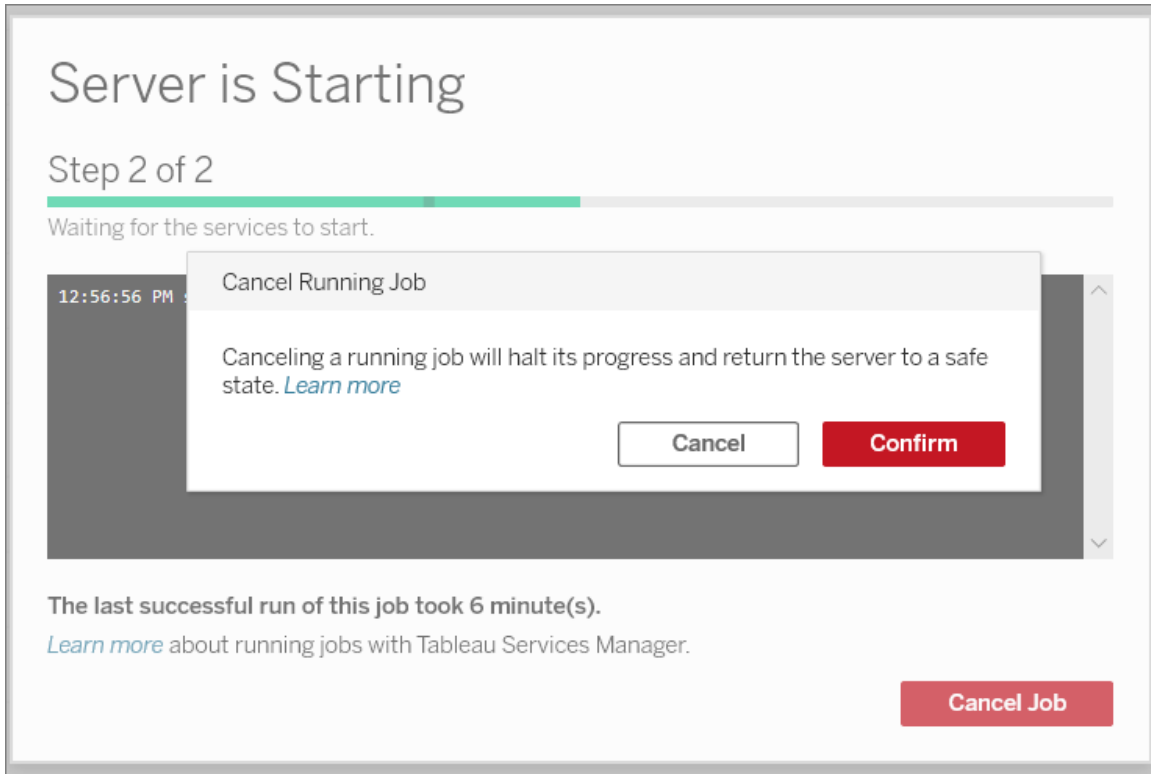 Server is Starting
Step 2 of 2
Waiting for the services to start.
12:56:56 PM
Cancel Running Job
Canceling a running job will halt its progress and return the server to a safe
state. Learn more
Cancel
Confirm
The last successful run of this job took 6 minute(s).
Learn more about running jobs with Tableau Services Manager.
Cancel Job